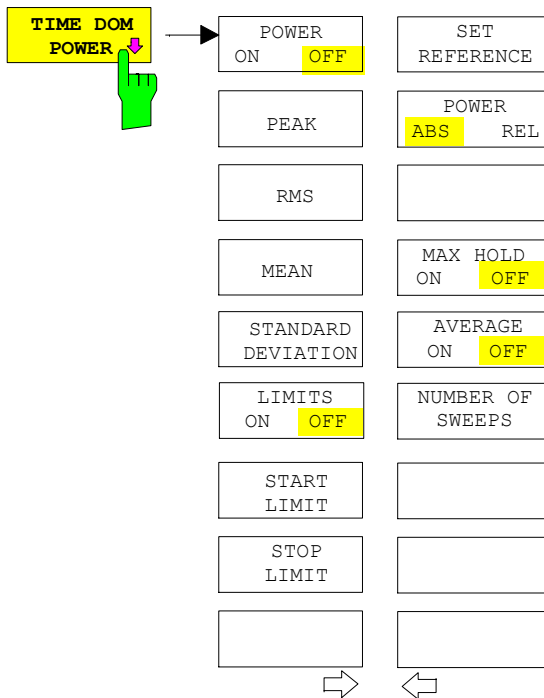 TIME DOM
POWER
POWER
ON OFF
PEAK
RMS
MEAN
STANDARD
DEVIATION
LIMITS
ON OFF
START
LIMIT
STOP
LIMIT
SET
REFERENCE
POWER
ABS REL
MAX HOLD
ON OFF
AVERAGE
ON OFF
NUMBER OF
SWEEPS